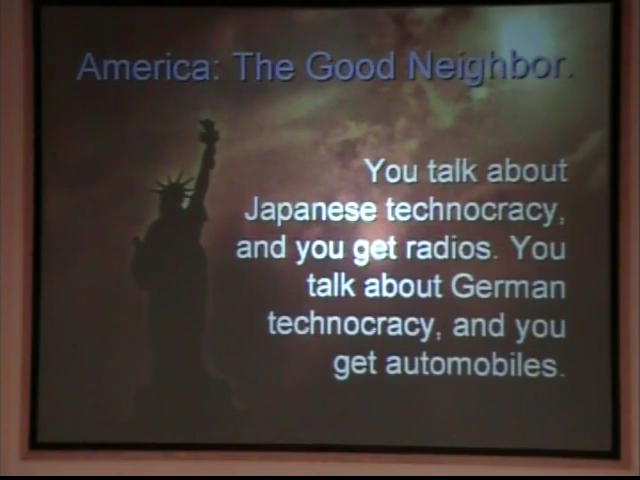 America: The Good Neighbor.
You talk about
Japanese technocracy,
and you get radios. You
talk about German
technocracy, and you
get automobiles.